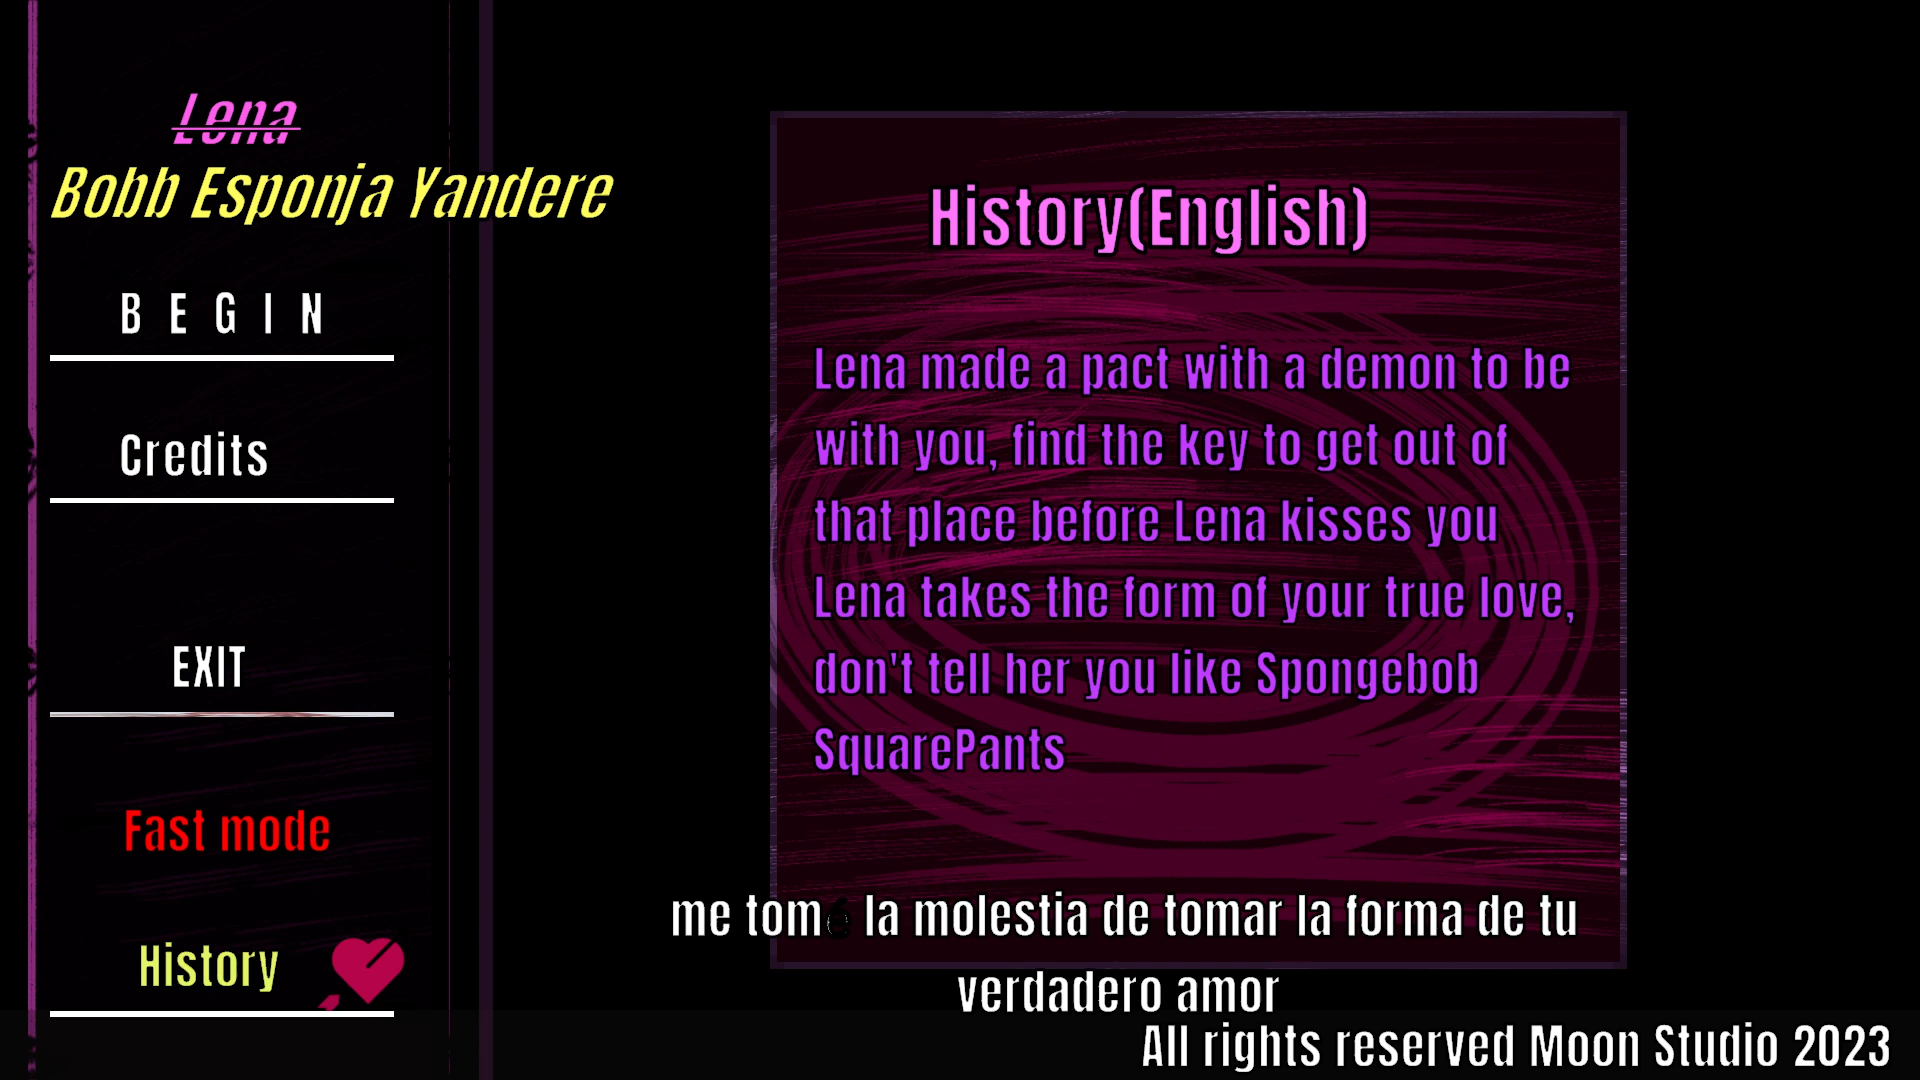 Lena
Bobb Esponja Yandere
BEGIN
Credits
EXIT
Fast mode
History
History(English)
Lena made a pact with a demon to be
with you, find the key to get out of
that place before Lena kisses you
Lena takes the form of your true love,
don't tell her you like Spongebob
SquarePants
me tomé la molestia de tomar la forma de tu
verdadero amor
All rights reserved Moon Studio 2023